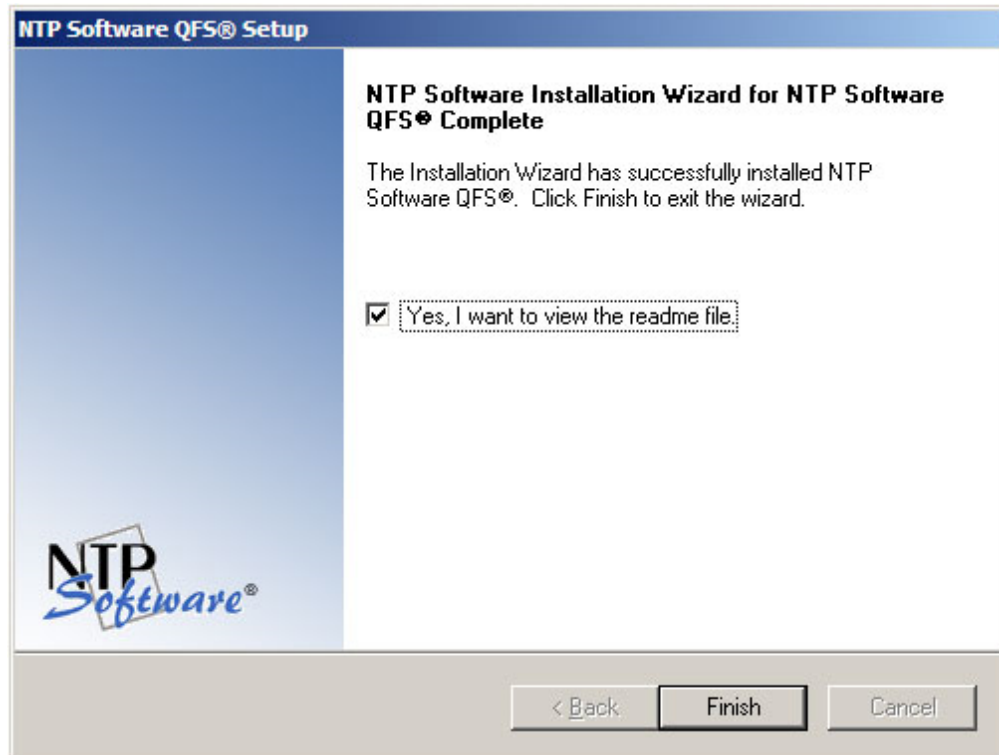 NTP Software QFS® Setup
NTP Software Installation Wizard for NTP Software
QFS® Complete
The Installation Wizard has successfully installed NTP
Software QFS®. Click Finish to exit the wizard.
Yes, I want to view the readme file.
NTP
Software®
< Back
Finish
Cancel